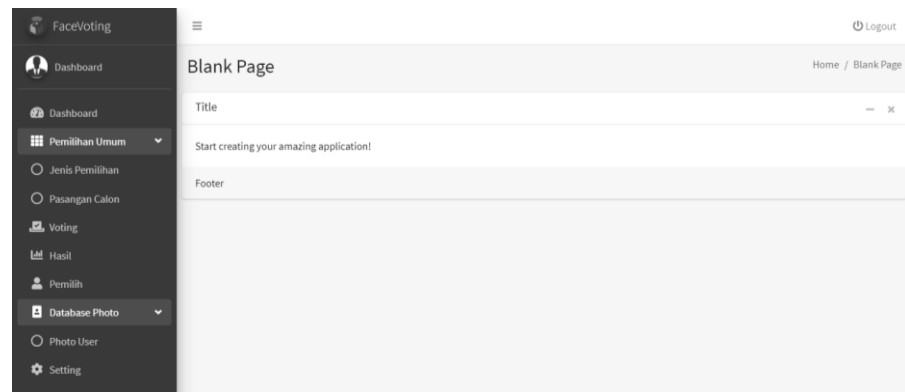 FaceVoting
Dashboard
Dashboard
Pemilihan Umum
Jenis Pemilihan
Pasangan Calon
Voting
Hasil
Pemilih
Database Photo
Photo User
Setting
Logout
Blank Page
Home / Blank Page
Title
Start creating your amazing application!
Footer